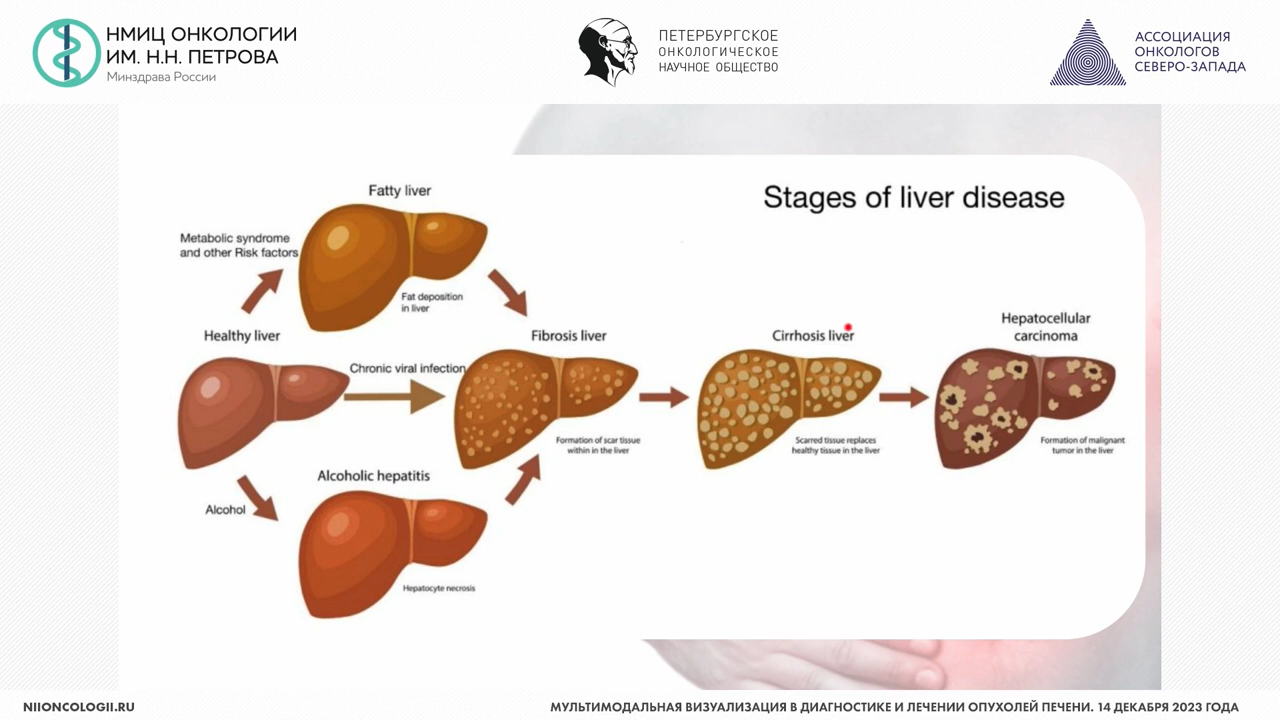 НМИЦ ОНКОЛОГИИ
ИМ. Н.Н. ПЕТРОВА
Минздрава России
ПЕТЕРБУРГСКОЕ
ОНКОЛОГИЧЕСКОЕ
НАУЧНОЕ ОБЩЕСТВО
АССОЦИАЦИЯ
ОНКОЛОГОВ
СЕВЕРО-ЗАПАДА
Stages of liver disease
Fatty liver
Metabolic syndrome
and other Risk factors
Fat deposition
in liver
Healthy liver
Chronic viral infection
Fibrosis liver
Formation of scar tissue
within in the liver
Cirrhosis liver
Scarred tissue replaces
healthy tissue in the liver
Hepatocellular
carcinoma
Formation of malignant
tumor in the liver
Alcoholic hepatitis
Alcohol
Hepatocyte necrosis
NIIONCOLOGII.RU
МУЛЬТИМОДАЛЬНАЯ ВИЗУАЛИЗАЦИЯ В ДИАГНОСТИКЕ И ЛЕЧЕНИИ ОПУХОЛЕЙ ПЕЧЕНИ. 14 ДЕКАБРЯ 2023 ГОДА